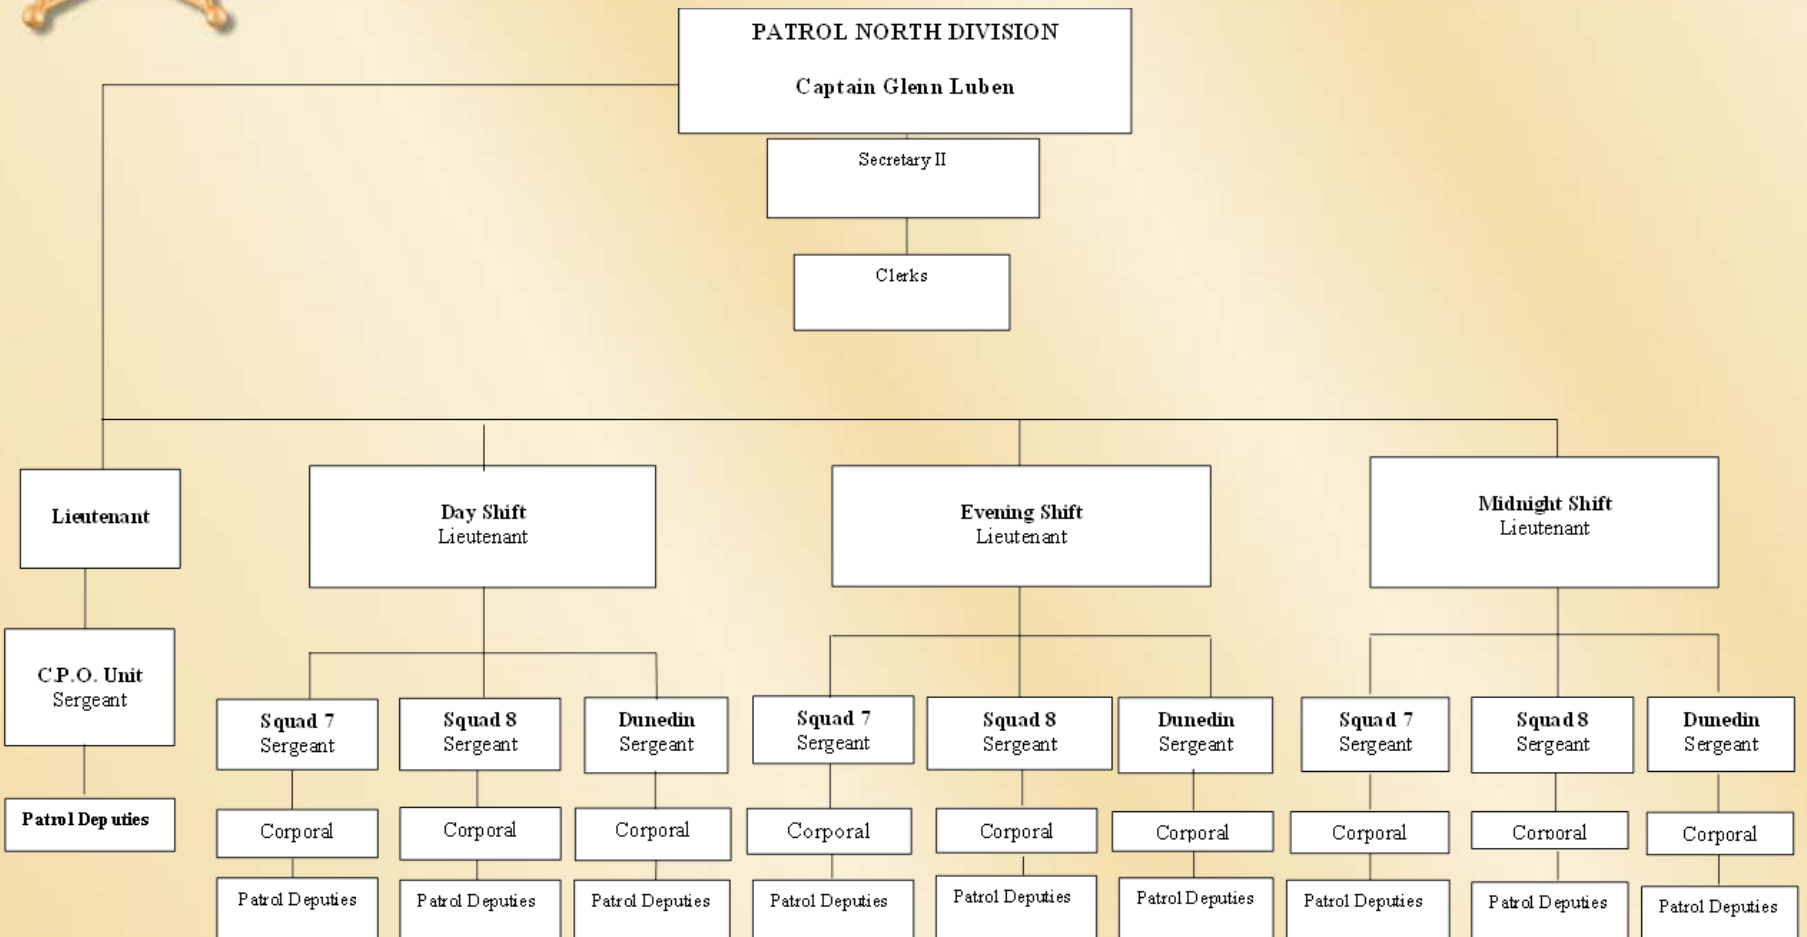 PATROL NORTH DIVISION
Captain Glenn Luben
Secretary II
Clerks
Lieutenant
Day Shift
Lieutenant
Evening Shift
Lieutenant
Midnight Shift
Lieutenant
C.P.O. Unit
Sergeant
Squad 7
Sergeant
Squad 8
Sergeant
Dunedin
Sergeant
Squad 7
Sergeant
Squad 8
Sergeant
Dunedin
Sergeant
Squad 7
Sergeant
Squad 8
Sergeant
Dunedin
Sergeant
Patrol Deputies
Corporal
Corporal
Corporal
Corporal
Corporal
Corporal
Corporal
Corporal
Corporal
Patrol Deputies
Patrol Deputies
Patrol Deputies
Patrol Deputies
Patrol Deputies
Patrol Deputies
Patrol Deputies
Patrol Deputies
Patrol Deputies